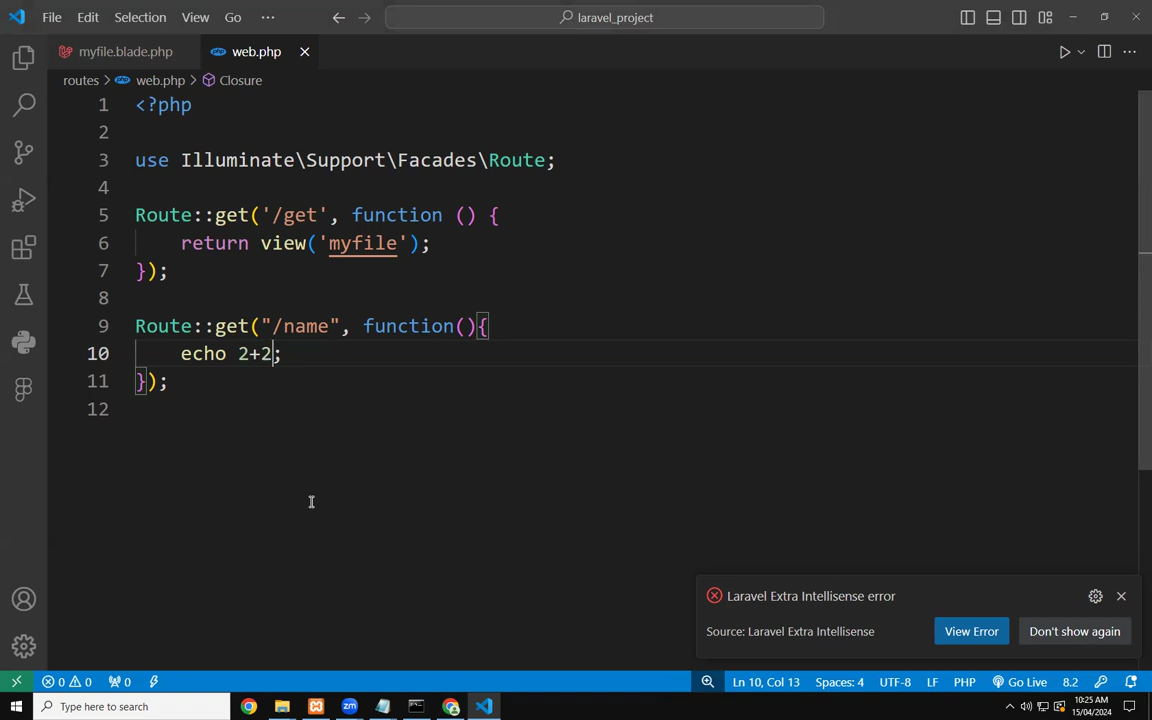 File Edit Selection View Go ··· laravel_project
myfile.blade.php web.php
routes > web.php > Closure
1 <?php
2
3 use Illuminate\Support\Facades\Route;
4
5 Route::get('/get', function () {
6 return view('myfile');
7 });
8
9 Route::get("/name", function(){
10 echo 2+2;
11 });
12
Laravel Extra Intellisense error
Source: Laravel Extra Intellisense View Error Don't show again
0 0 0 Ln 10, Col 13 Spaces: 4 UTF-8 LF PHP Go Live 8.2
Type here to search
10:25 AM
15/04/2024